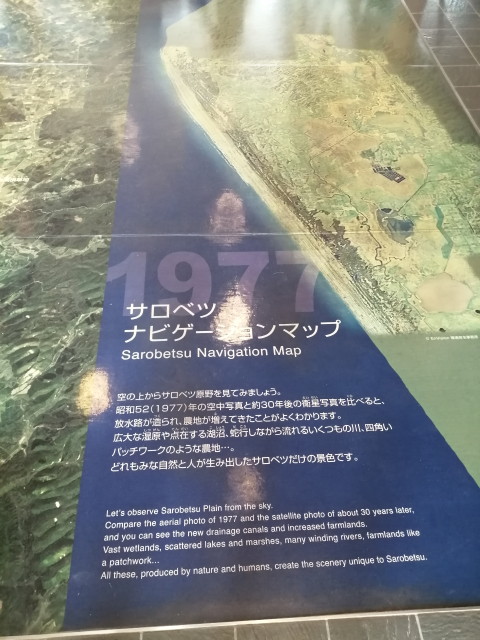 1977
サロベツ
ナビゲーションマップ
Sarobetsu Navigation Map
空の上からサロベツ原野を見てみましょう。
昭和52(1977)年の空中写真と約30年後の衛星写真を比べると、
放水路が造られ、農地が増えてきたことがよくわかります。
広大な湿原や点在する湖沼、蛇行しながら流れるいくつもの川、四角い
パッチワークのような農地…。
どれもみな自然と人が生み出したサロベツだけの景色です。
Let's observe Sarobetsu Plain from the sky.
Compare the aerial photo of 1977 and the satellite photo of about 30 years later,
and you can see the new drainage canals and increased farmlands.
Vast wetlands, scattered lakes and marshes, many winding rivers, farmlands like
a patchwork...
All these, produced by nature and humans, create the scenery unique to Sarobetsu.